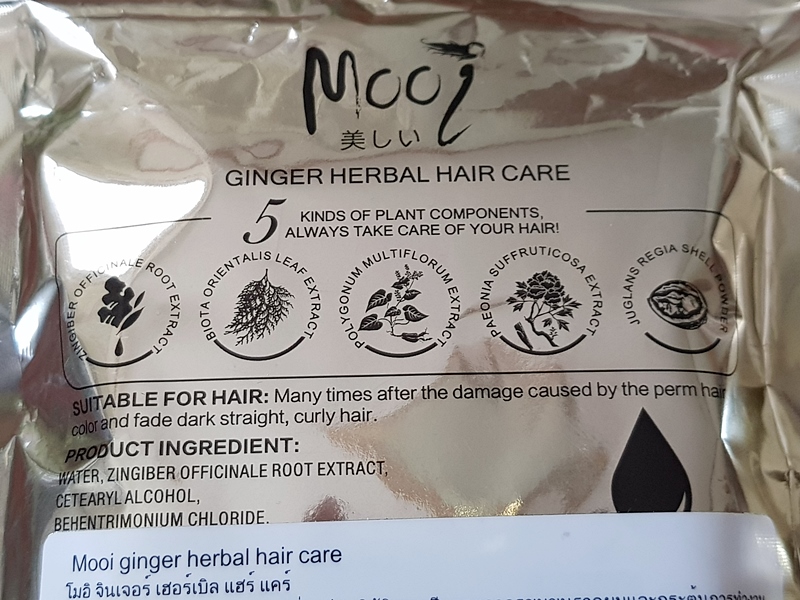 Mooi
美しい
GINGER HERBAL HAIR CARE
5 KINDS OF PLANT COMPONENTS,
ALWAYS TAKE CARE OF YOUR HAIR!
ZINGIBER OFFICINALE ROOT EXTRACT
BIOTA ORIENTALIS LEAF EXTRACT
POLYGONUM MULTIFLORUM EXTRACT
PAEONIA SUFFRUTICOSA EXTRACT
JUGLANS REGIA SHELL POWDER
SUITABLE FOR HAIR: Many times after the damage caused by the perm hair
color and fade dark straight, curly hair.
PRODUCT INGREDIENT:
WATER, ZINGIBER OFFICINALE ROOT EXTRACT,
CETEARYL ALCOHOL,
BEHENTRIMONIUM CHLORIDE.
Mooi ginger herbal hair care
โมอิ จินเจอร์ เฮอร์เบิล แฮร์ แคร์